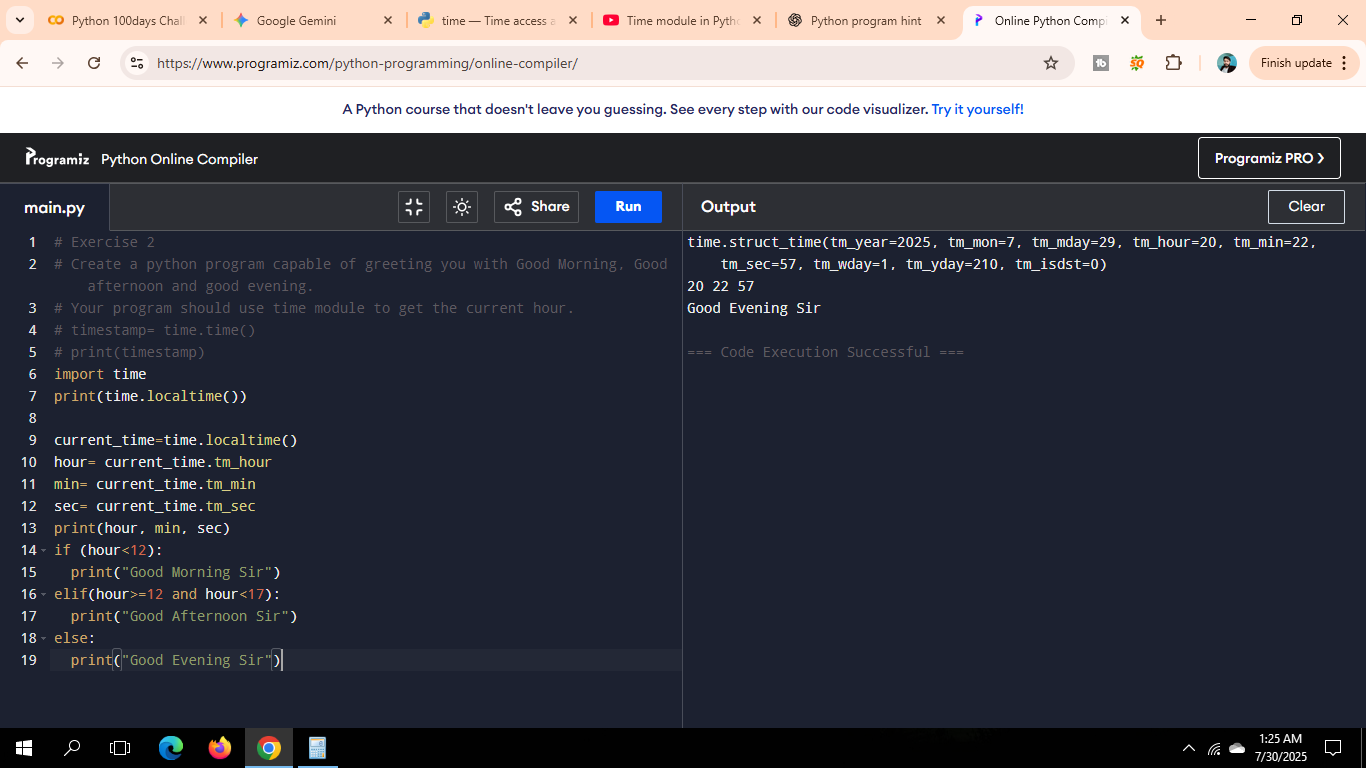 Python 100days Chall
Google Gemini
time — Time access a
Time module in Pytho
Python program hint
Online Python Compi
https://www.programiz.com/python-programming/online-compiler/
Finish update
A Python course that doesn't leave you guessing. See every step with our code visualizer. Try it yourself!
Programiz Python Online Compiler
Programiz PRO ❯
main.py
Share
Run
Output
Clear
1 # Exercise 2
2 # Create a python program capable of greeting you with Good Morning, Good
afternoon and good evening.
3 # Your program should use time module to get the current hour.
4 # timestamp= time.time()
5 # print(timestamp)
6 import time
7 print(time.localtime())
8
9 current_time=time.localtime()
10 hour= current_time.tm_hour
11 min= current_time.tm_min
12 sec= current_time.tm_sec
13 print(hour, min, sec)
14 if (hour<12):
15 print("Good Morning Sir")
16 elif(hour>=12 and hour<17):
17 print("Good Afternoon Sir")
18 else:
19 print("Good Evening Sir")
time.struct_time(tm_year=2025, tm_mon=7, tm_mday=29, tm_hour=20, tm_min=22,
tm_sec=57, tm_wday=1, tm_yday=210, tm_isdst=0)
20 22 57
Good Evening Sir
=== Code Execution Successful ===
1:25 AM
7/30/2025